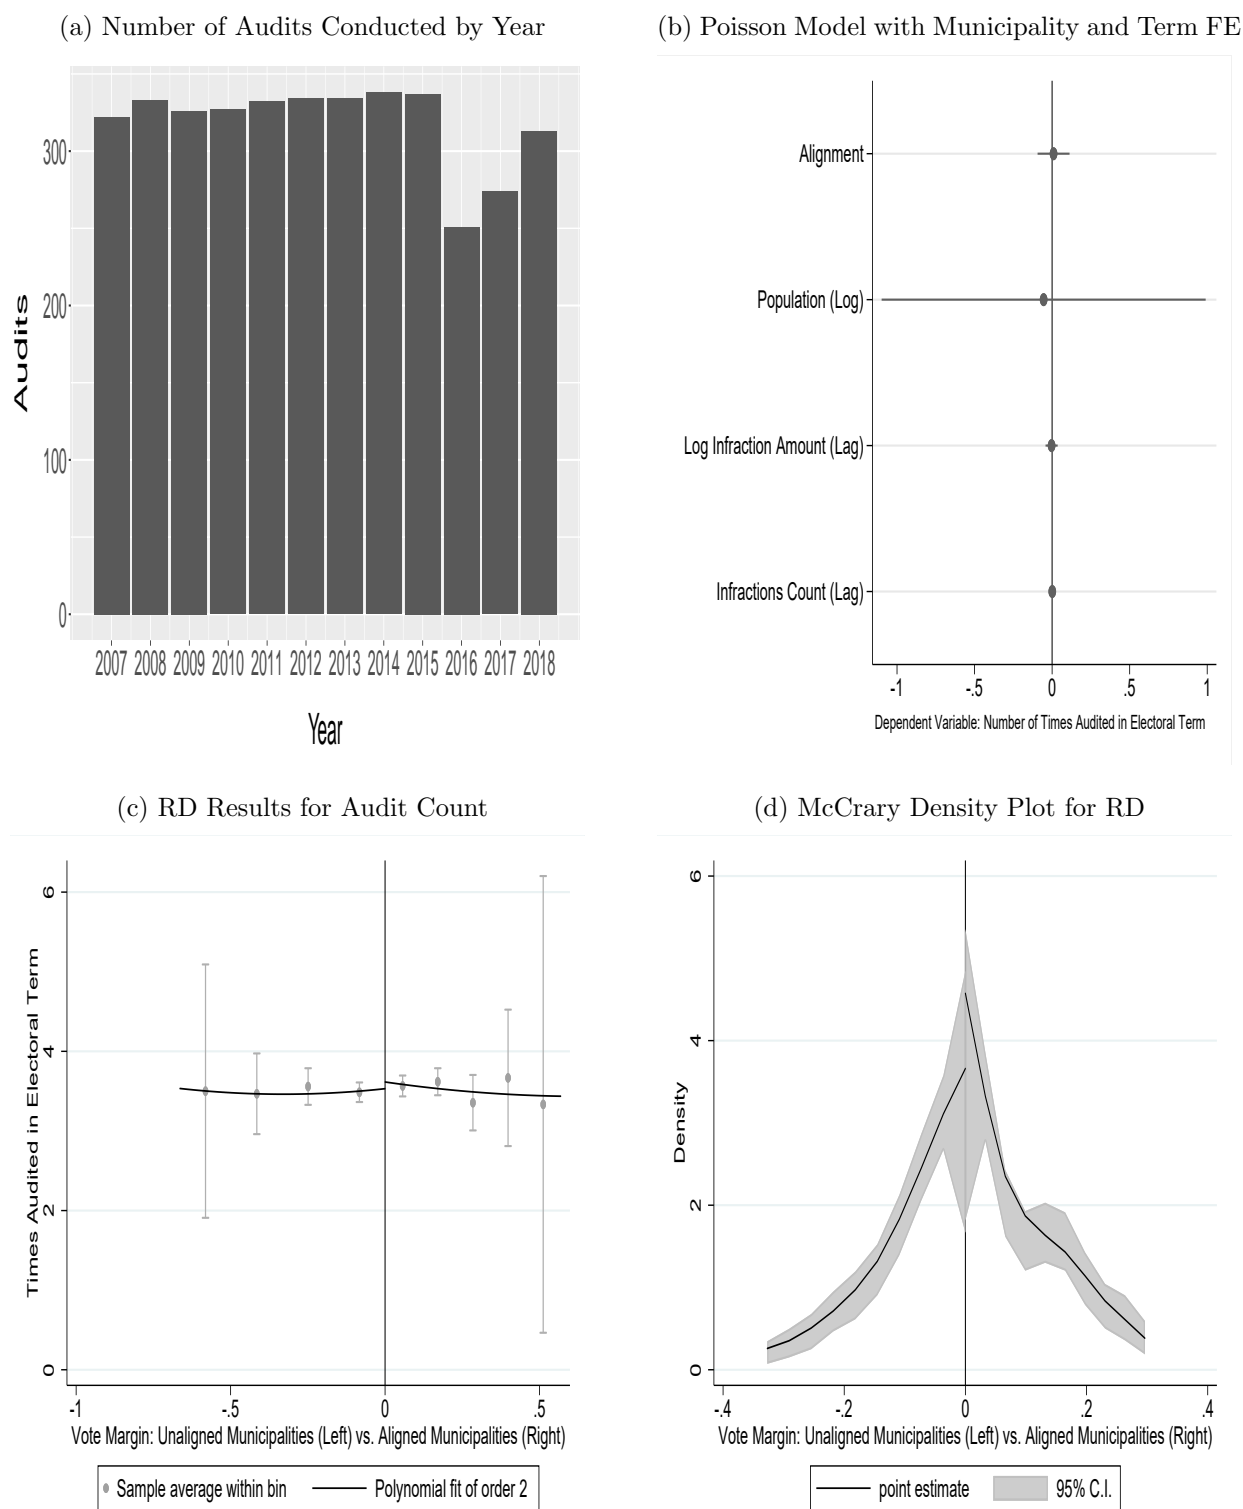 (a) Number of Audits Conducted by Year
300
200
100
0
Audits
2007 2008 2009 2010 2011 2012 2013 2014 2015 2016 2017 2018
Year
(b) Poisson Model with Municipality and Term FE
Alignment
Population (Log)
Log Infraction Amount (Lag)
Infractions Count (Lag)
-1 -.5 0 .5 1
Dependent Variable: Number of Times Audited in Electoral Term
(c) RD Results for Audit Count
6
4
2
0
Times Audited in Electoral Term
-1 -.5 0 .5
Vote Margin: Unaligned Municipalities (Left) vs. Aligned Municipalities (Right)
Sample average within bin Polynomial fit of order 2
(d) McCrary Density Plot for RD
6
4
2
0
Density
-.4 -.2 0 .2 .4
Vote Margin: Unaligned Municipalities (Left) vs. Aligned Municipalities (Right)
point estimate 95% C.I.